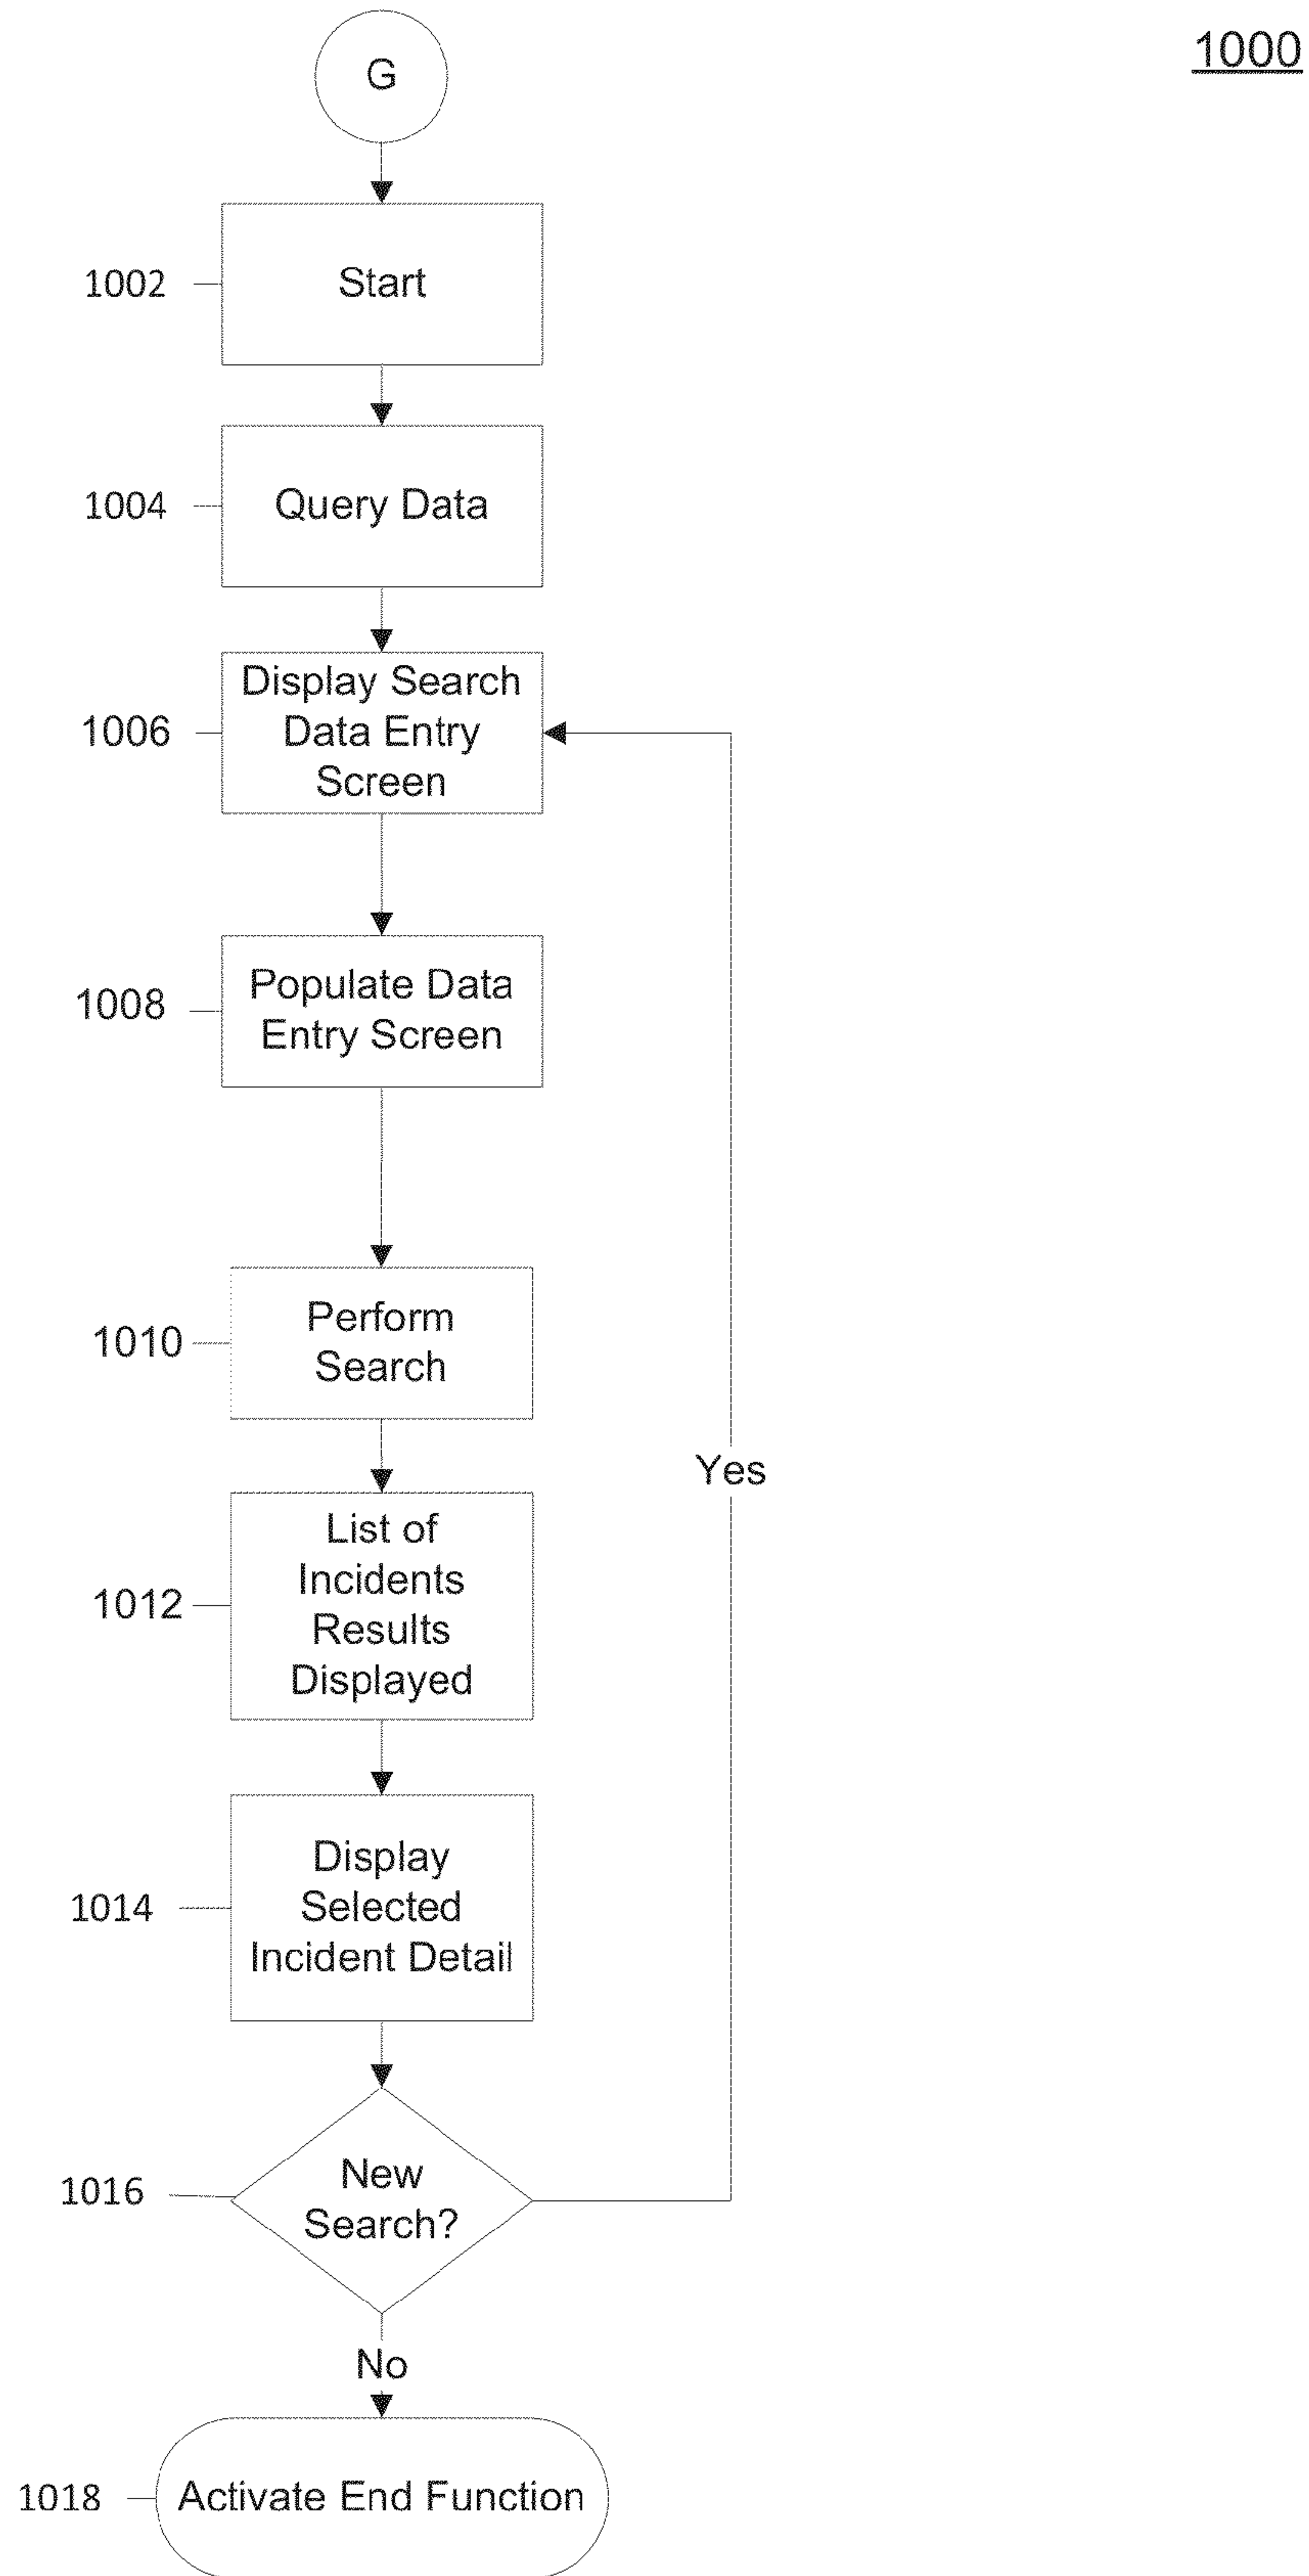 1000
G
1002
Start
1004
Query Data
1006
Display Search
Data Entry
Screen
1008
Populate Data
Entry Screen
1010
Perform
Search
Yes
1012
List of
Incidents
Results
Displayed
1014
Display
Selected
Incident Detail
1016
New
Search?
No
1018
Activate End Function